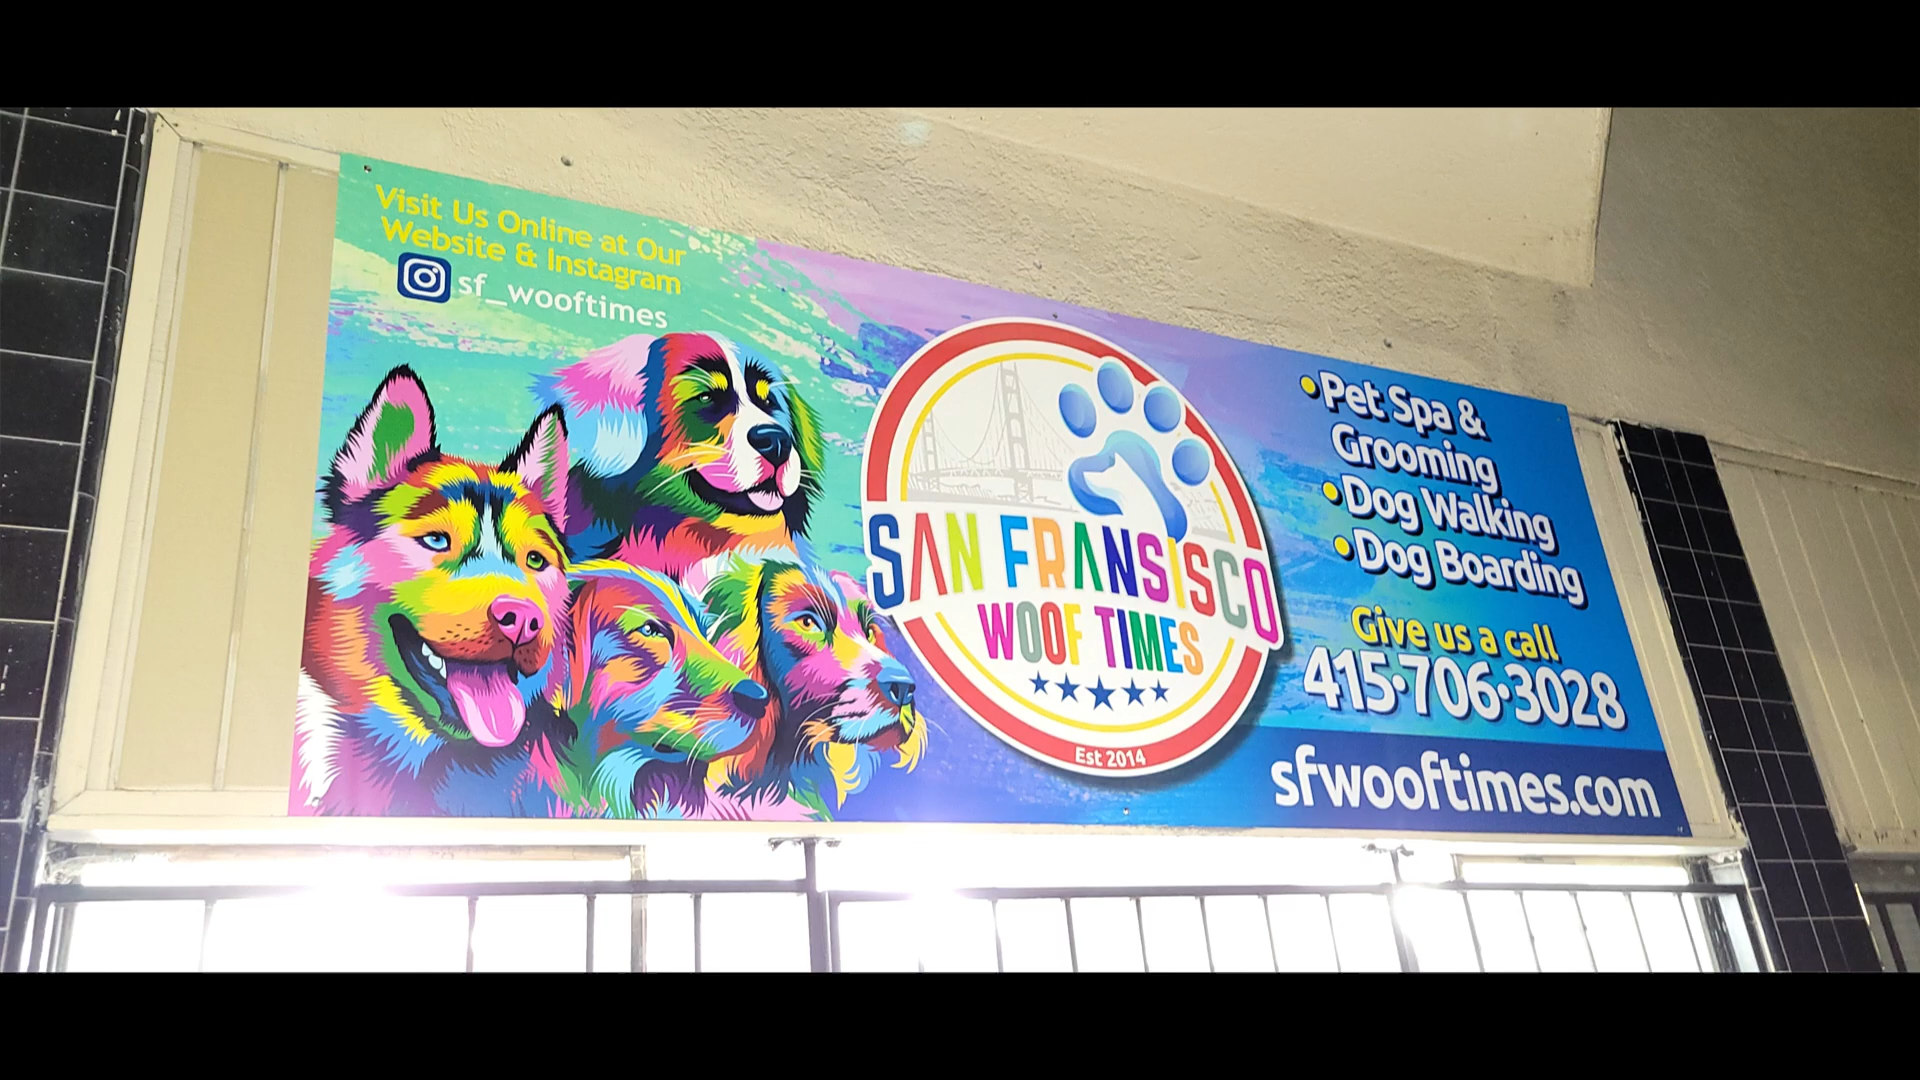 Visit Us Online at Our
Website & Instagram
sf_wooftimes
SAN FRANSISCO
WOOF TIMES
Est 2014
•Pet Spa &
Grooming
•Dog Walking
•Dog Boarding
Give us a call
415·706·3028
sfwooftimes.com